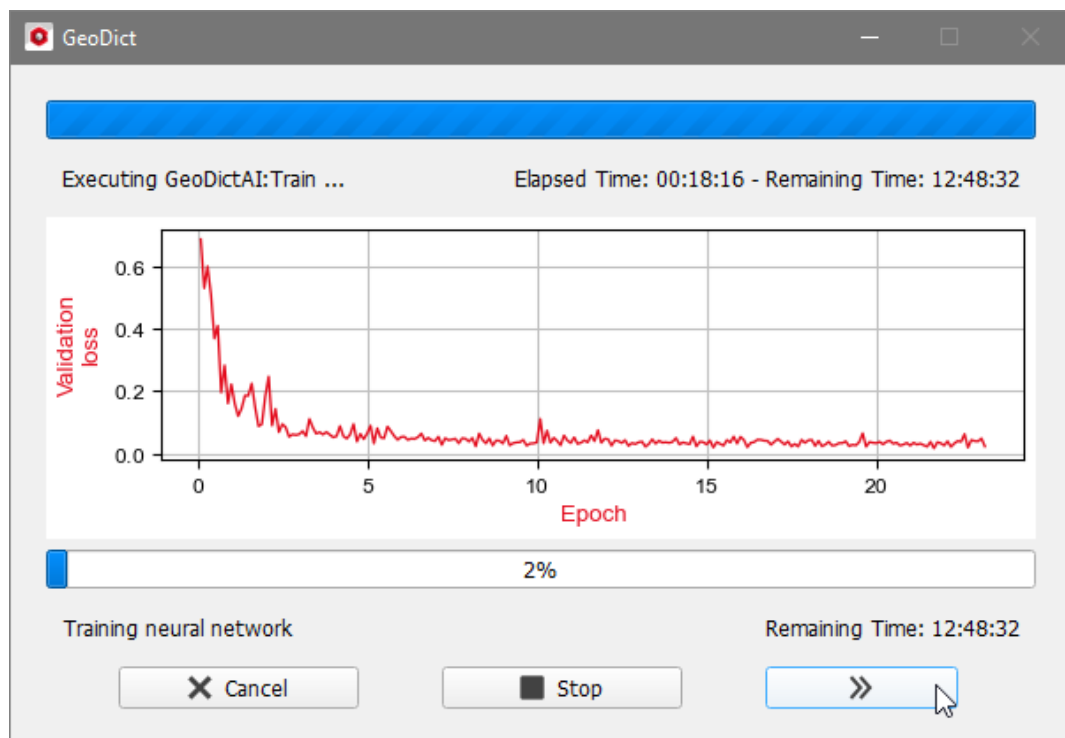 GeoDict
Executing GeoDictAI:Train ...
Elapsed Time: 00:18:16 - Remaining Time: 12:48:32
Validation
loss
0.6
0.4
0.2
0.0
0 5 10 15 20
Epoch
2%
Training neural network
Remaining Time: 12:48:32
Cancel
Stop